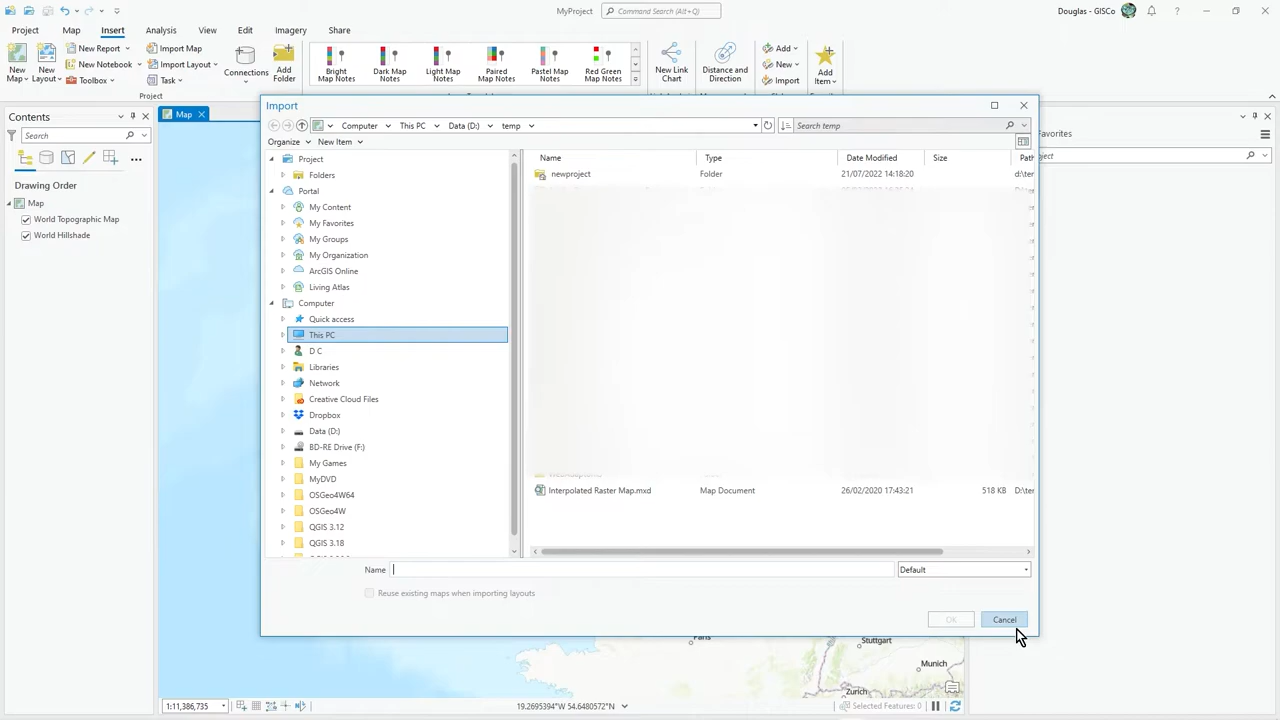 MyProject
Command Search (Alt+Q)
Douglas - GISCo
Project Map Insert Analysis View Edit Imagery Share
New Map
New Layout
New Report
New Notebook
Toolbox
Import Map
Import Layout
Task
Connections
Add Folder
Project
Bright Map Notes
Dark Map Notes
Light Map Notes
Paired Map Notes
Pastel Map Notes
Red Green Map Notes
New Link Chart
Distance and Direction
Add
New
Import
Add Item
Contents
Search
Drawing Order
Map
World Topographic Map
World Hillshade
Map
Import
Computer This PC Data (D:) temp
Search temp
Organize New Item
Project
Folders
Portal
My Content
My Favorites
My Groups
My Organization
ArcGIS Online
Living Atlas
Computer
Quick access
This PC
D C
Libraries
Network
Creative Cloud Files
Dropbox
Data (D:)
BD-RE Drive (F:)
My Games
MyDVD
OSGeo4W64
OSGeo4W
QGIS 3.12
QGIS 3.18
Name Type Date Modified Size
newproject Folder 21/07/2022 14:18:20
Interpolated Raster Map.mxd Map Document 26/02/2020 17:43:21 518 KB
Name
Default
Reuse existing maps when importing layouts
OK Cancel
Favorites
Paris
Stuttgart
Munich
Zurich
1:11,386,735
19.2695394°W 54.6480572°N
Selected Features: 0